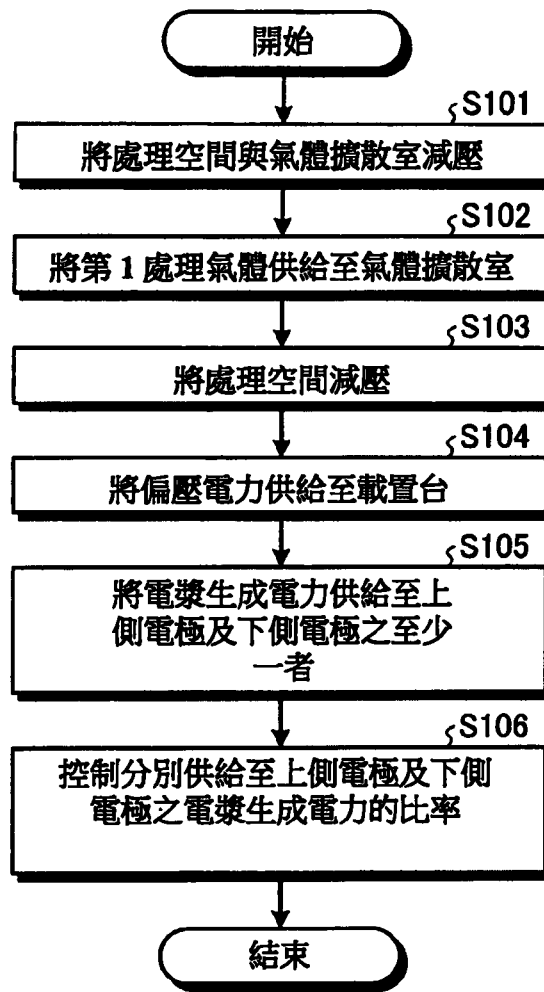 開始
S101
將處理空間與氣體擴散室減壓
S102
將第1處理氣體供給至氣體擴散室
S103
將處理空間減壓
S104
將偏壓電力供給至載置台
S105
將電漿生成電力供給至上
側電極及下側電極之至少
一者
S106
控制分別供給至上側電極及下側
電極之電漿生成電力的比率
結束